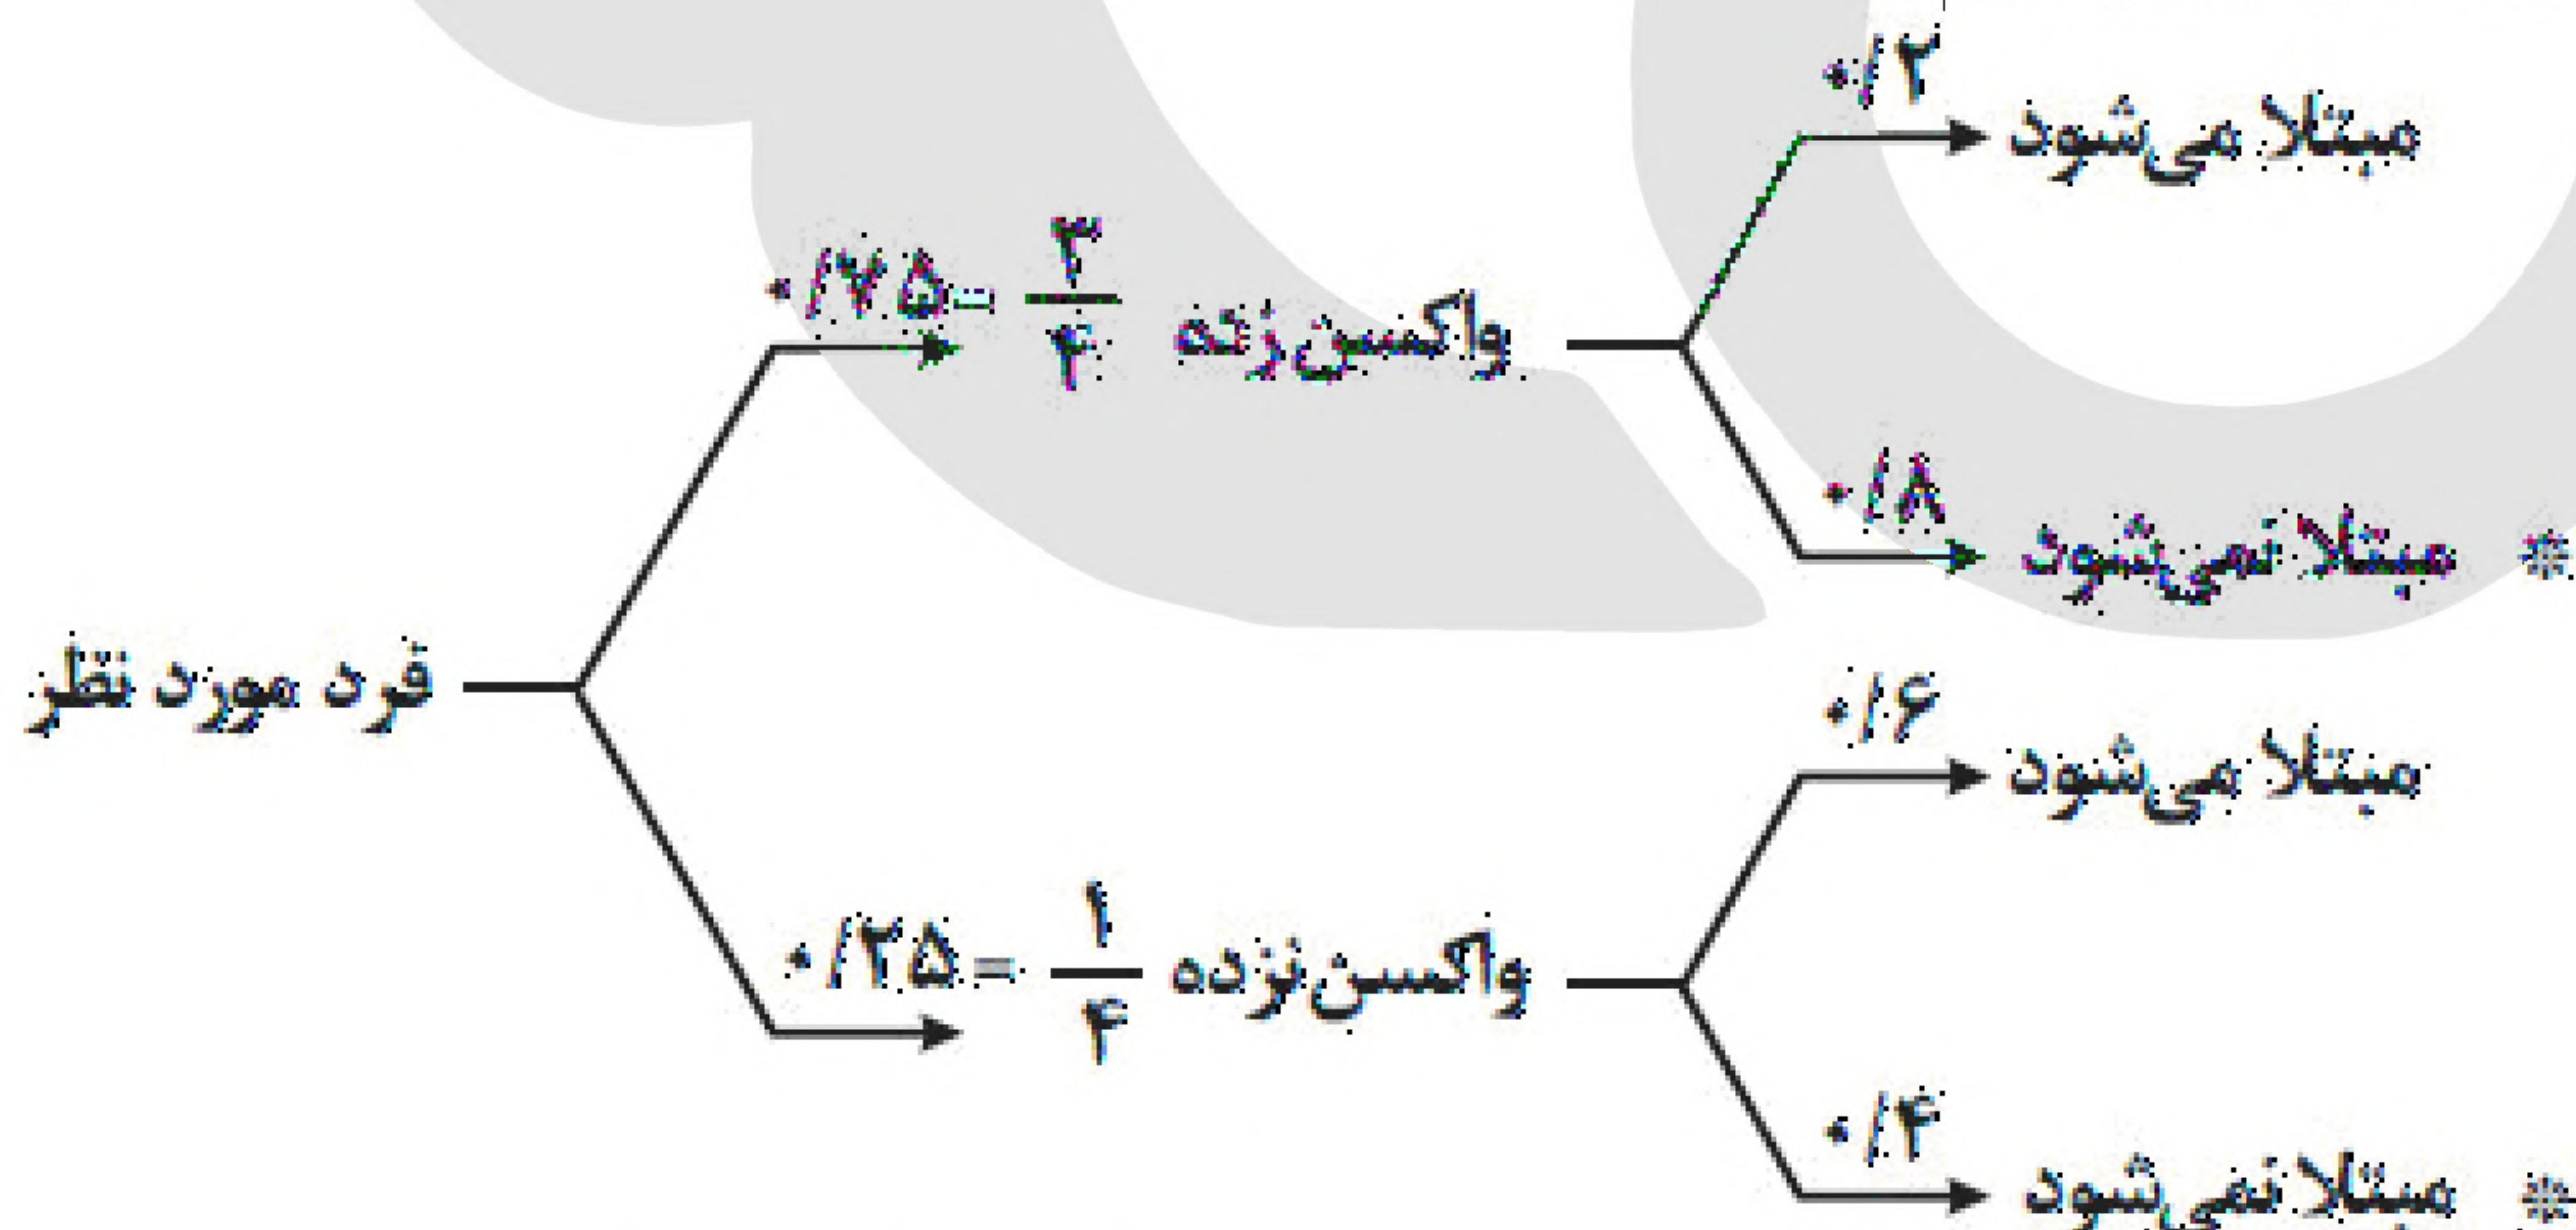 ۰/۲
مبتلا می‌شود
۰/۷۵ = ۳/۴ واکسن‌زده
۰/۸
مبتلا نمی‌شود *
فرد مورد نظر
۰/۶
مبتلا می‌شود
۰/۲۵ = ۱/۴ واکسن‌نزده
۰/۴
مبتلا نمی‌شود *